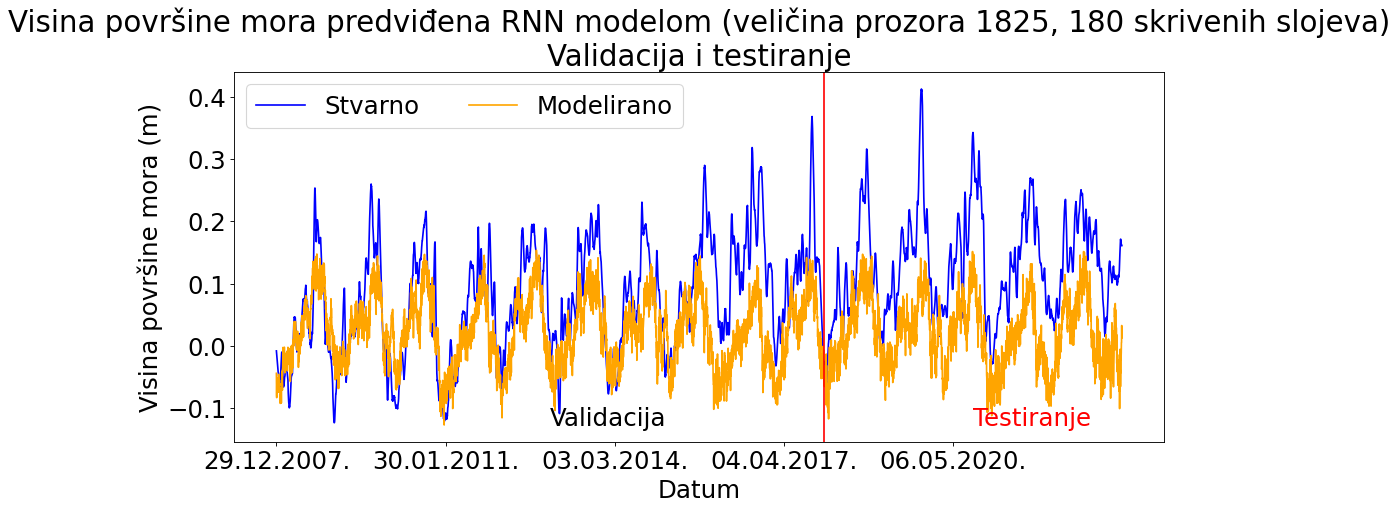 Visina površine mora predviđena RNN modelom (veličina prozora 1825, 180 skrivenih slojeva)
Validacija i testiranje
Stvarno
Modelirano
Visina površine mora (m)
0.4
0.3
0.2
0.1
0.0
−0.1
Validacija
Testiranje
29.12.2007.
30.01.2011.
03.03.2014.
04.04.2017.
06.05.2020.
Datum